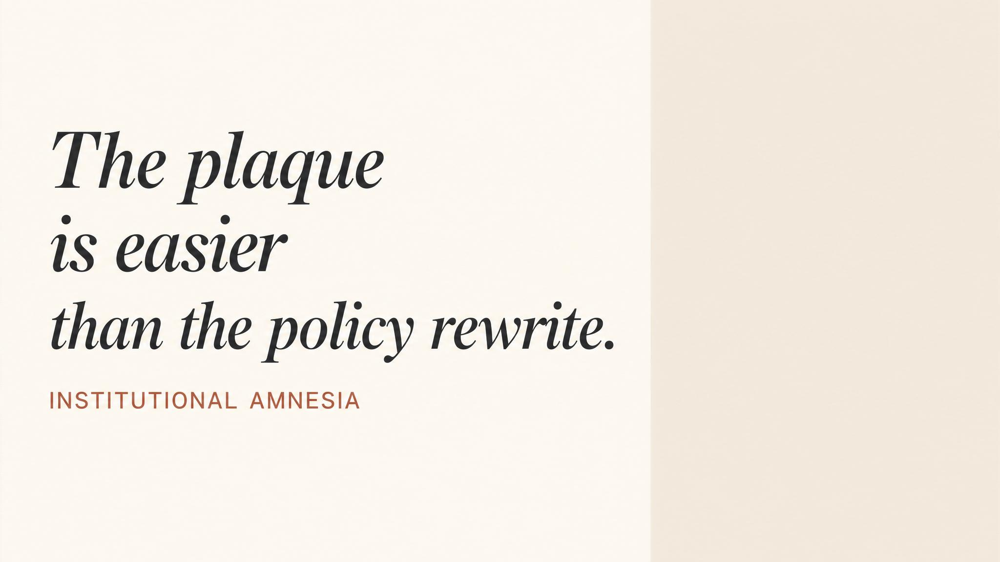 The plaque
is easier
than the policy rewrite.
INSTITUTIONAL AMNESIA